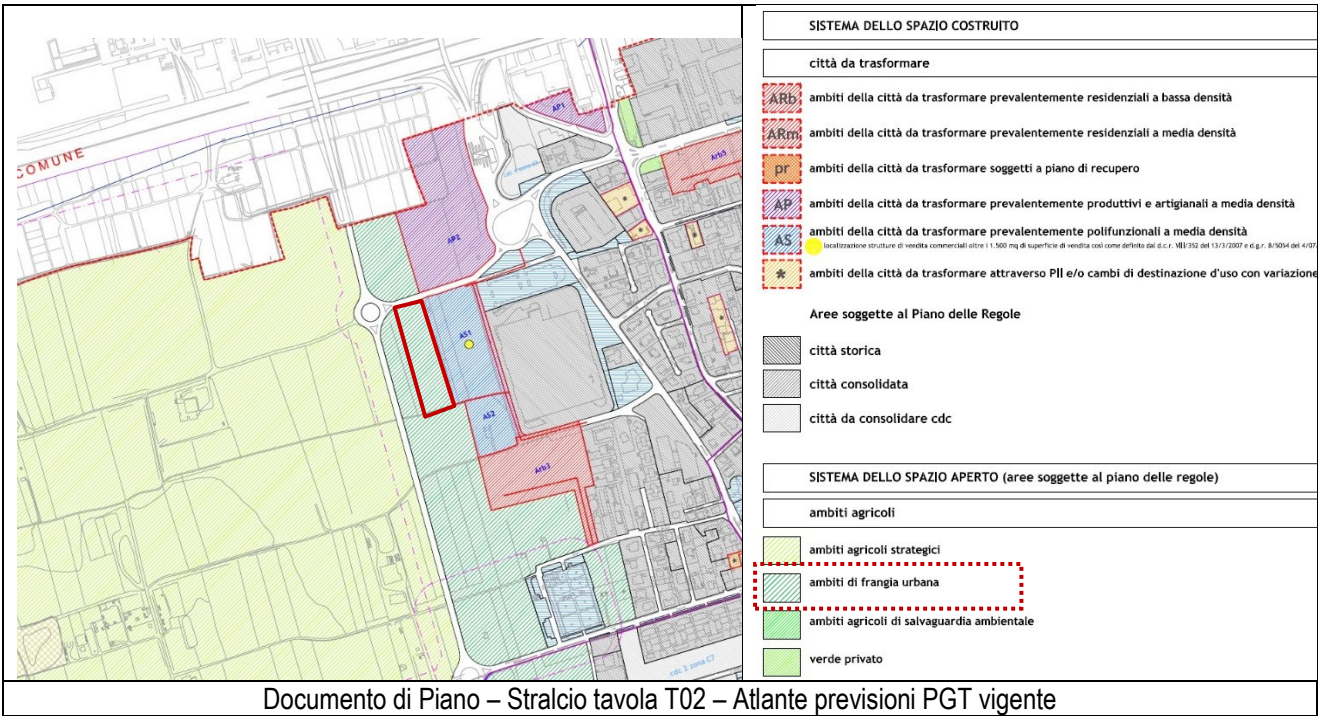 COMUNE
AP1
Arb5
AP2
AS1
AS2
Arb3
cdc 2 zona C7
SISTEMA DELLO SPAZIO COSTRUITO
città da trasformare
ARb ambiti della città da trasformare prevalentemente residenziali a bassa densità
ARm ambiti della città da trasformare prevalentemente residenziali a media densità
pr ambiti della città da trasformare soggetti a piano di recupero
AP ambiti della città da trasformare prevalentemente produttivi e artigianali a media densità
AS ambiti della città da trasformare prevalentemente polifunzionali a media densità
localizzazione strutture di vendita commerciali oltre i 1.500 mq di superficie di vendita così come definito dal d.c.r. VIII/352 del 13/3/2007 e d.g.r. 8/5054 del 4/07.
* ambiti della città da trasformare attraverso PII e/o cambi di destinazione d'uso con variazione
Aree soggette al Piano delle Regole
città storica
città consolidata
città da consolidare cdc
SISTEMA DELLO SPAZIO APERTO (aree soggette al piano delle regole)
ambiti agricoli
ambiti agricoli strategici
ambiti di frangia urbana
ambiti agricoli di salvaguardia ambientale
verde privato
Documento di Piano – Stralcio tavola T02 – Atlante previsioni PGT vigente